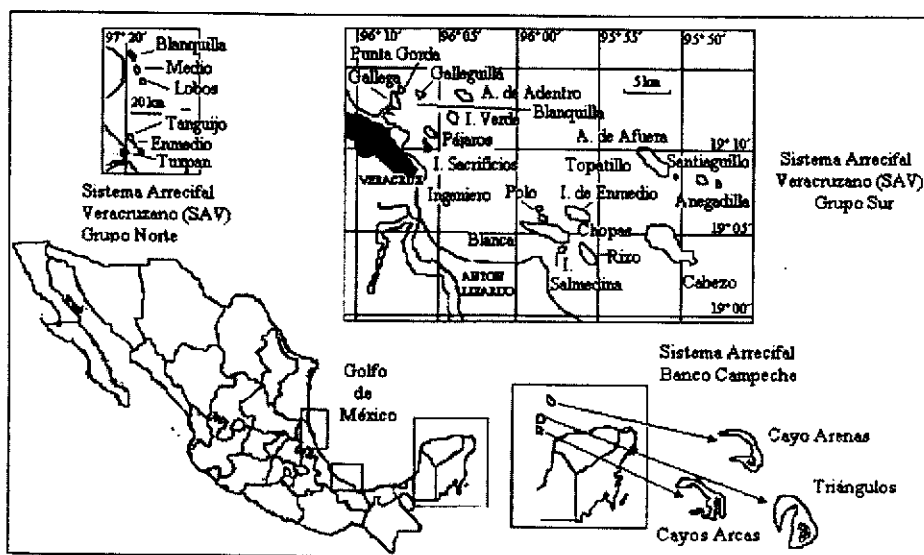 97° 20'
Blanquilla
Medio
Lobos
20 km
Tanguijo
Enmedio
Tuxpan
Sistema Arrecifal
Veracruzano (SAV)
Grupo Norte
96° 10' 96° 05' 96° 00' 95° 55' 95° 50'
Punta Gorda
Gallega
Galleguilla
A. de Adentro
Blanquilla
5 km
I. Verde
Pájaros
A. de Afuera
19° 10'
I. Sacrificios
Topatillo
Santiaguillo
VERACRUZ
Ingeniero
Polo
I. de Enmedio
Anegadilla
Blanca
Chopas
19° 05'
I.
Salmedina
Rizo
Cabezo
ANTON
LIZARDO
19° 00'
Sistema Arrecifal
Veracruzano (SAV)
Grupo Sur
Golfo
de
México
Sistema Arrecifal
Banco Campeche
Cayo Arenas
Triángulos
Cayos Arcas